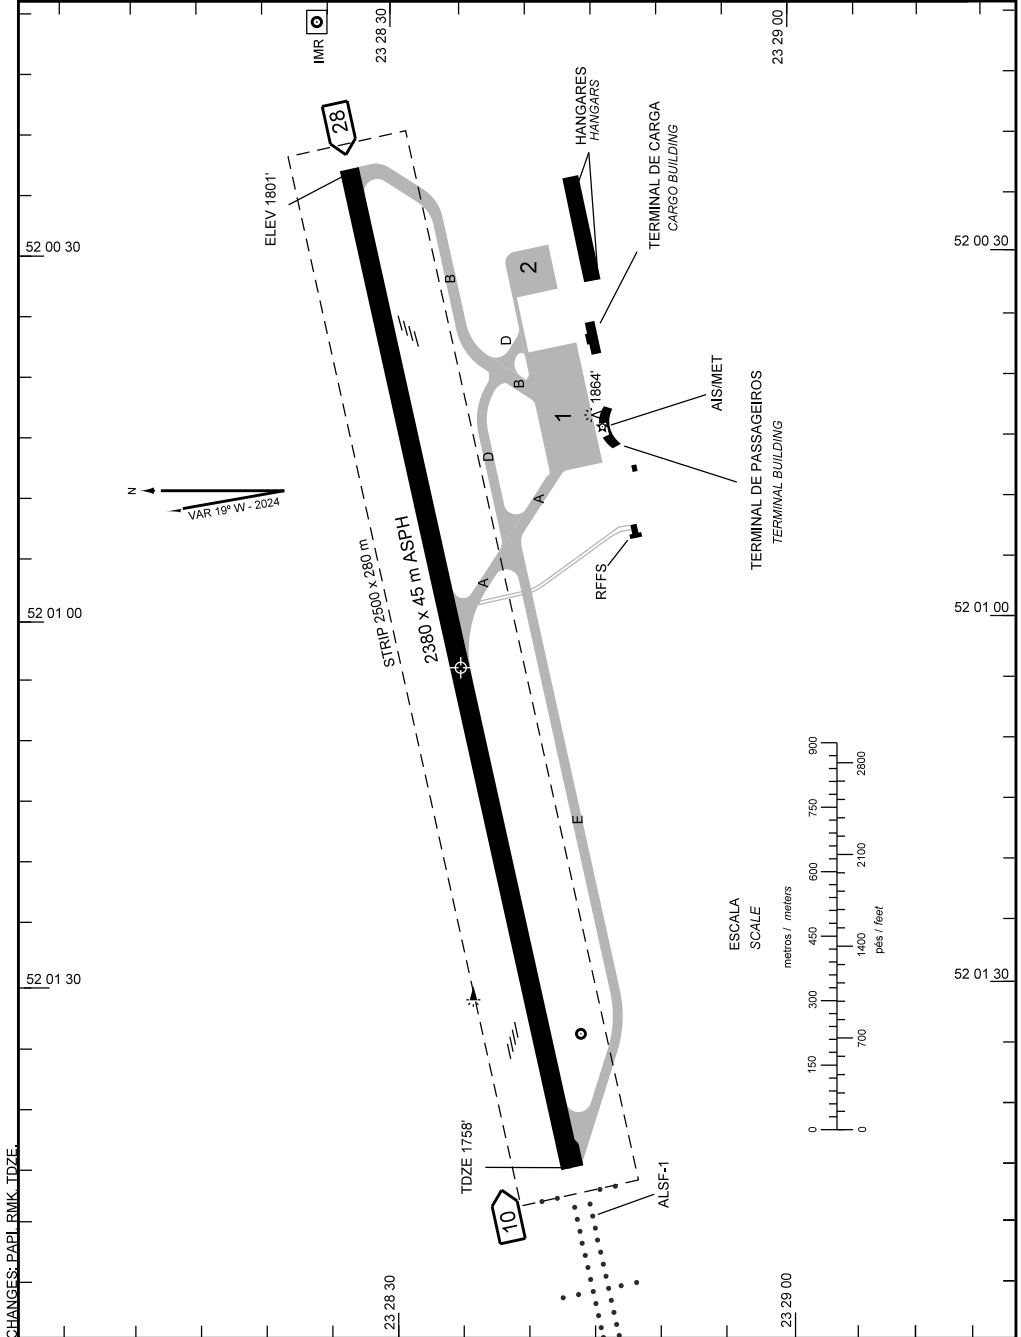 IMR
23 28 30
23 29 00
28
ELEV 1801'
HANGARES
HANGARS
TERMINAL DE CARGA
CARGO BUILDING
52 00 30
52 00 30
B
2
D
B
1
1864'
AIS/MET
TERMINAL DE PASSAGEIROS
TERMINAL BUILDING
D
A
N
VAR 19° W - 2024
STRIP 2500 x 280 m
2380 x 45 m ASPH
A
RFFS
52 01 00
52 01 00
E
ESCALA
SCALE
metros / meters
0 150 300 450 600 750 900
0 700 1400 2100 2800
pés / feet
52 01 30
52 01 30
TDZE 1758'
10
ALSF-1
23 28 30
23 29 00
CHANGES: PAPI. RMK. TDZE.